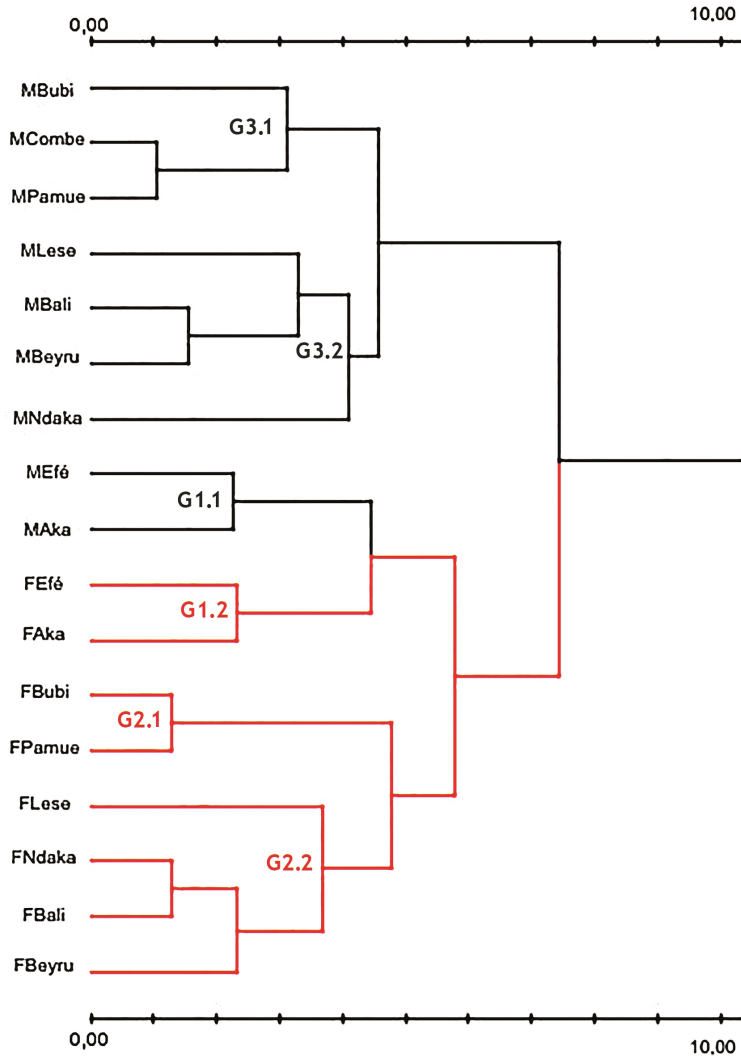 0,00 10,00
MBubi
G3.1
MCombe
MPamue
MLese
MBali
G3.2
MBeyru
MNdaka
MEfé
G1.1
MAka
FEfé
G1.2
FAka
FBubi
G2.1
FPamue
FLese
FNdaka
G2.2
FBali
FBeyru
0,00 10,00